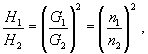 H₁/H₂ = (G₁/G₂)² = (n₁/n₂)² ,